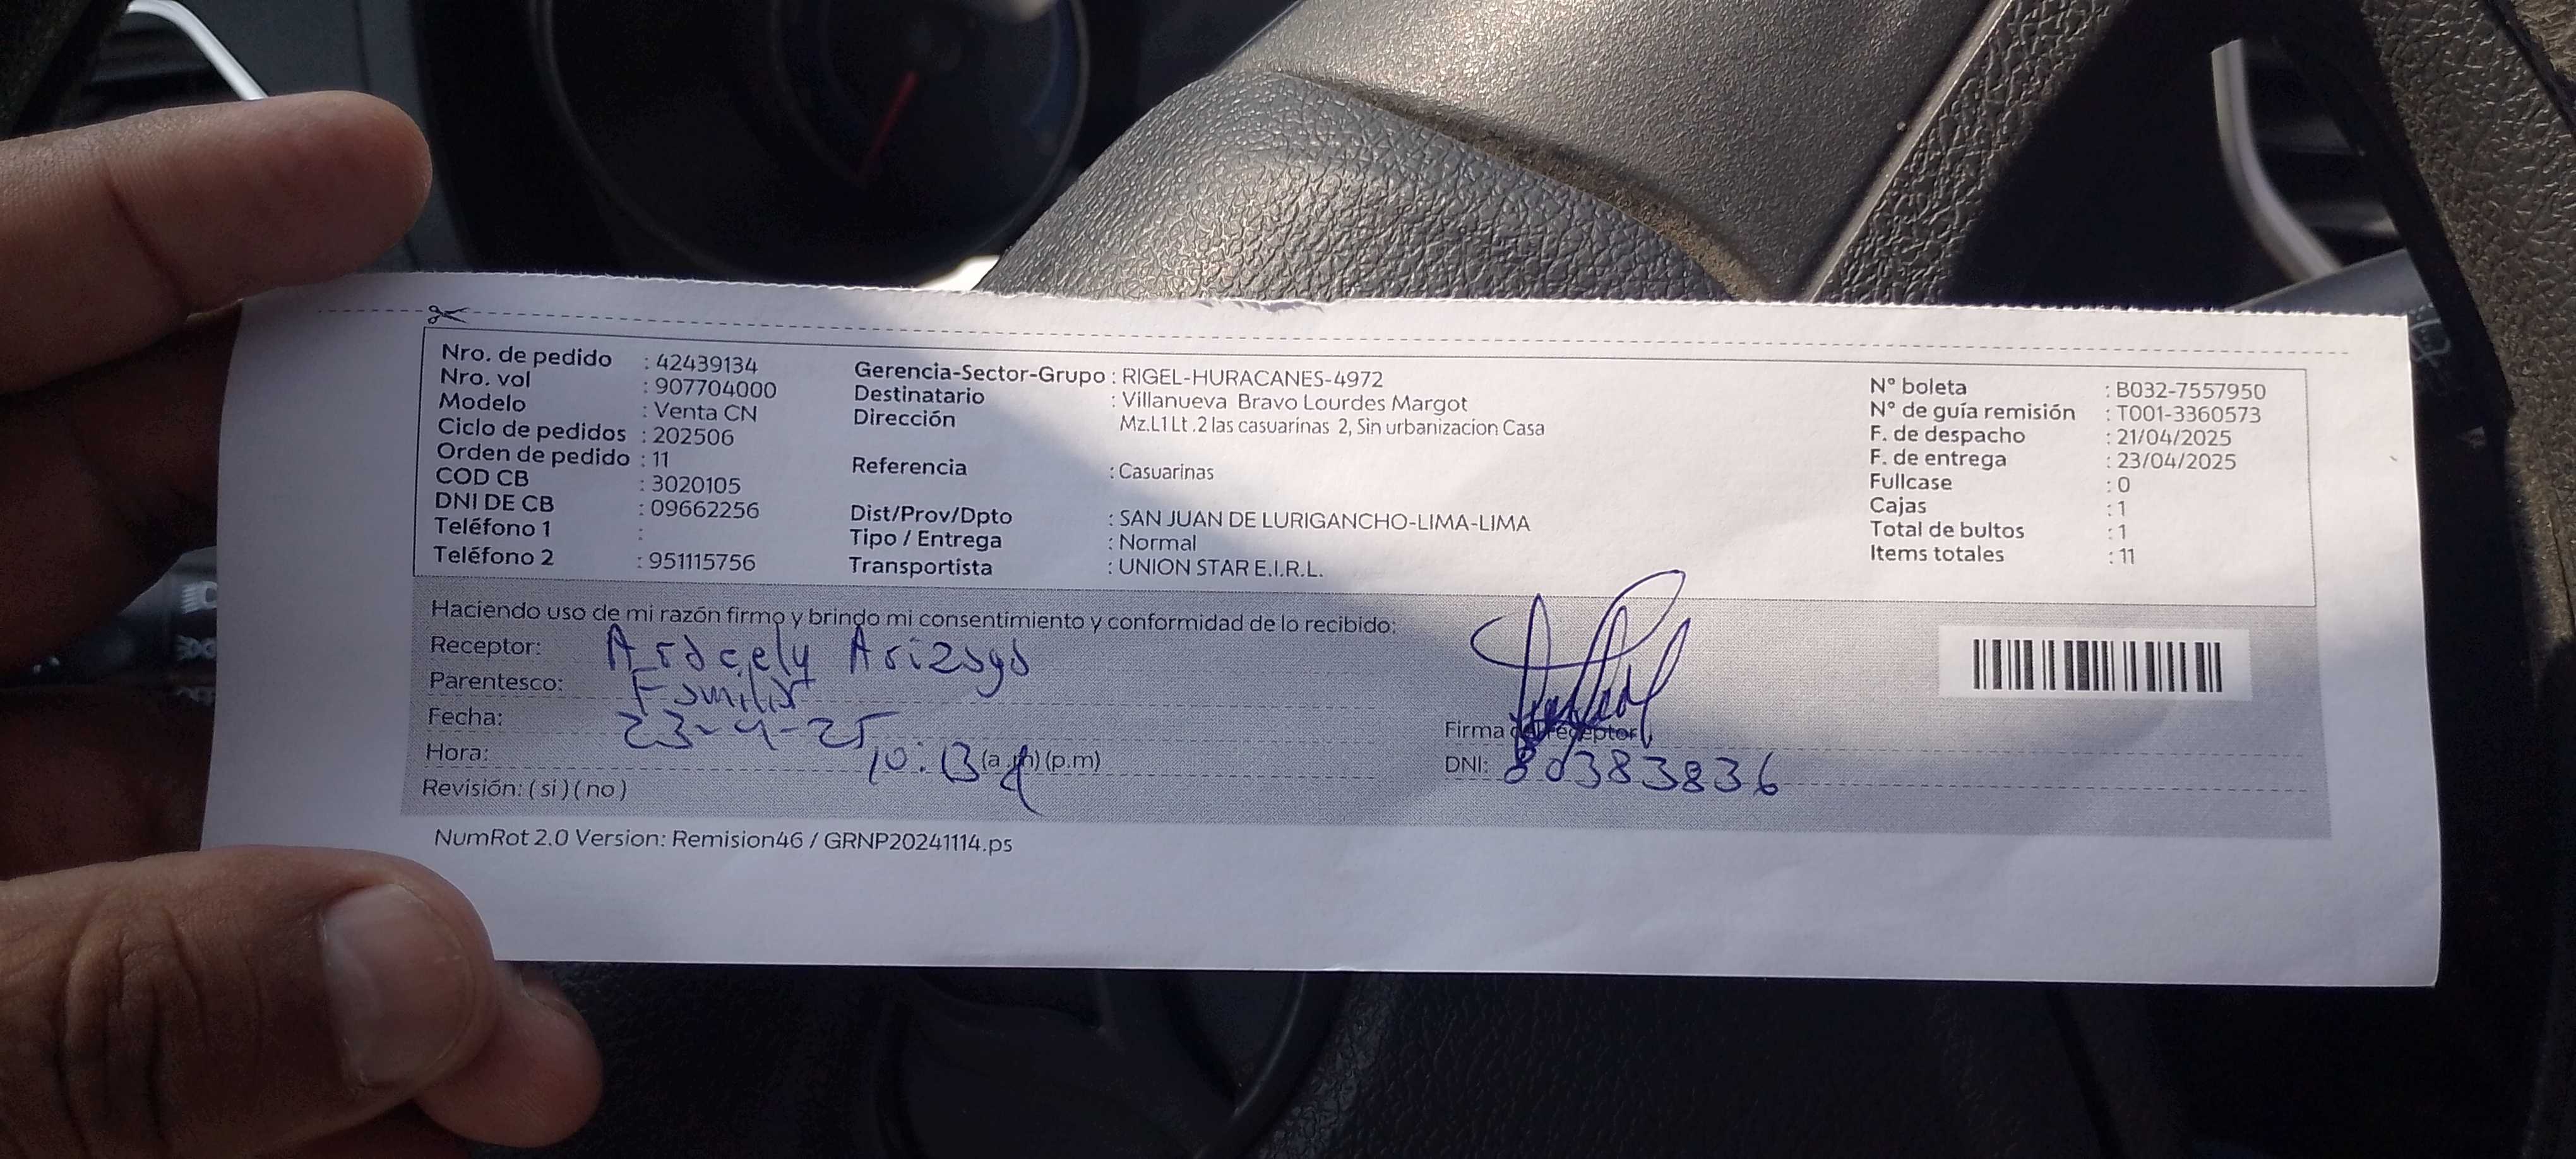 Nro. de pedido : 42439134
Nro. vol : 907704000
Modelo : Venta CN
Ciclo de pedidos : 202506
Orden de pedido : 11
COD CB : 3020105
DNI DE CB : 09662256
Teléfono 1 :
Teléfono 2 : 951115756
Gerencia-Sector-Grupo : RIGEL-HURACANES-4972
Destinatario : Villanueva Bravo Lourdes Margot
Dirección : Mz.L1 Lt .2 las casuarinas 2, Sin urbanizacion Casa
Referencia : Casuarinas
Dist/Prov/Dpto : SAN JUAN DE LURIGANCHO-LIMA-LIMA
Tipo / Entrega : Normal
Transportista : UNION STAR E.I.R.L.
N° boleta : B032-7557950
N° de guía remisión : T001-3360573
F. de despacho : 21/04/2025
F. de entrega : 23/04/2025
Fullcase : 0
Cajas : 1
Total de bultos : 1
Items totales : 11
Haciendo uso de mi razón firmo y brindo mi consentimiento y conformidad de lo recibido:
Receptor: Aracely Arizaga
Parentesco: Familiar
Fecha: 23-4-25
Hora: 10:13 (a.m) (p.m)
Revisión: ( si ) ( no )
Firma del receptor
DNI: 80383836
NumRot 2.0 Version: Remision46 / GRNP20241114.ps